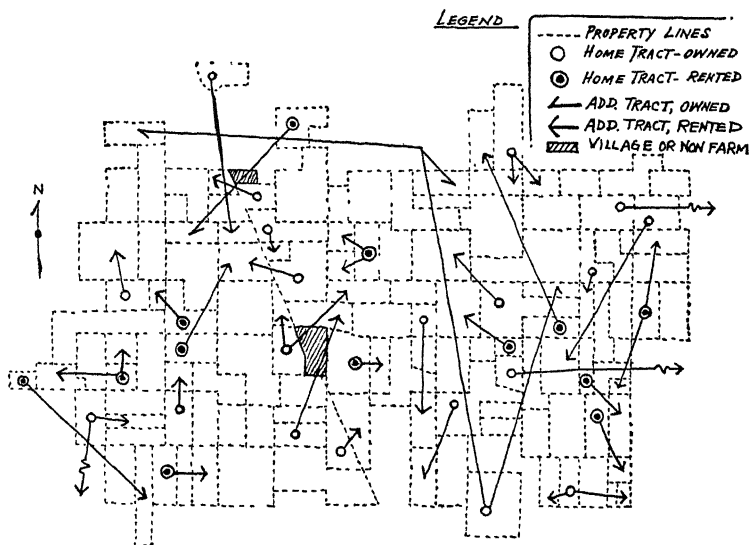 LEGEND
PROPERTY LINES
HOME TRACT-OWNED
HOME TRACT-RENTED
ADD. TRACT, OWNED
ADD. TRACT, RENTED
VILLAGE OR NON FARM
N